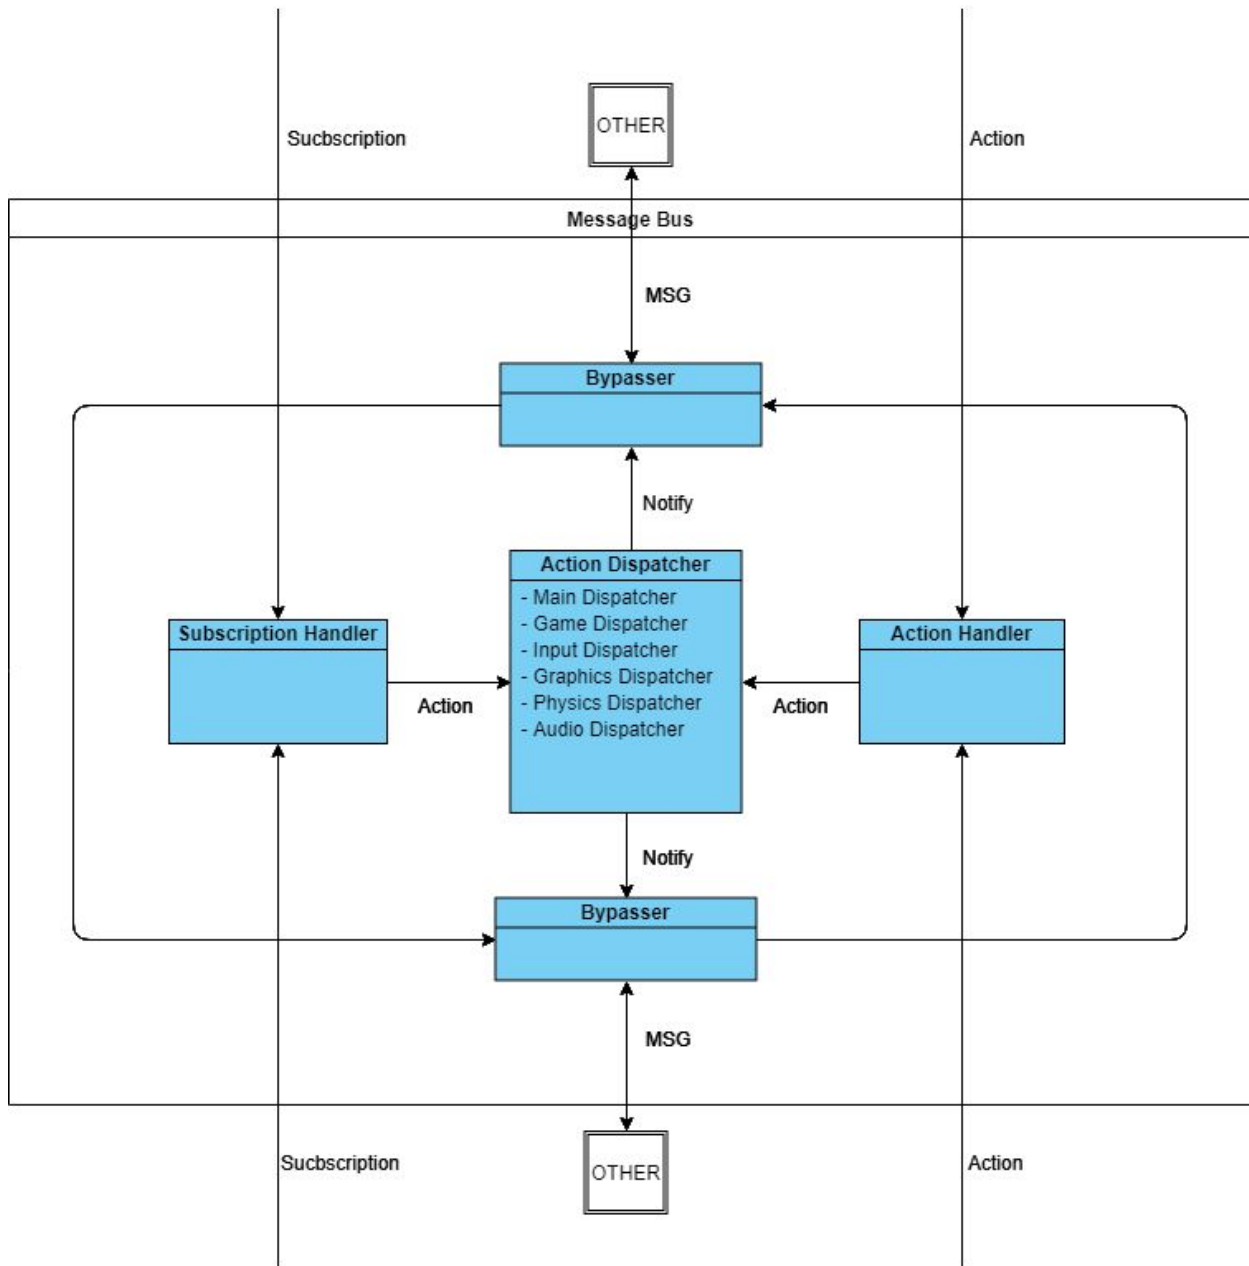 Sucbscription
OTHER
Action
Message Bus
MSG
Bypasser
Notify
Action Dispatcher
- Main Dispatcher
- Game Dispatcher
- Input Dispatcher
- Graphics Dispatcher
- Physics Dispatcher
- Audio Dispatcher
Subscription Handler
Action
Action Handler
Action
Notify
Bypasser
MSG
Sucbscription
OTHER
Action